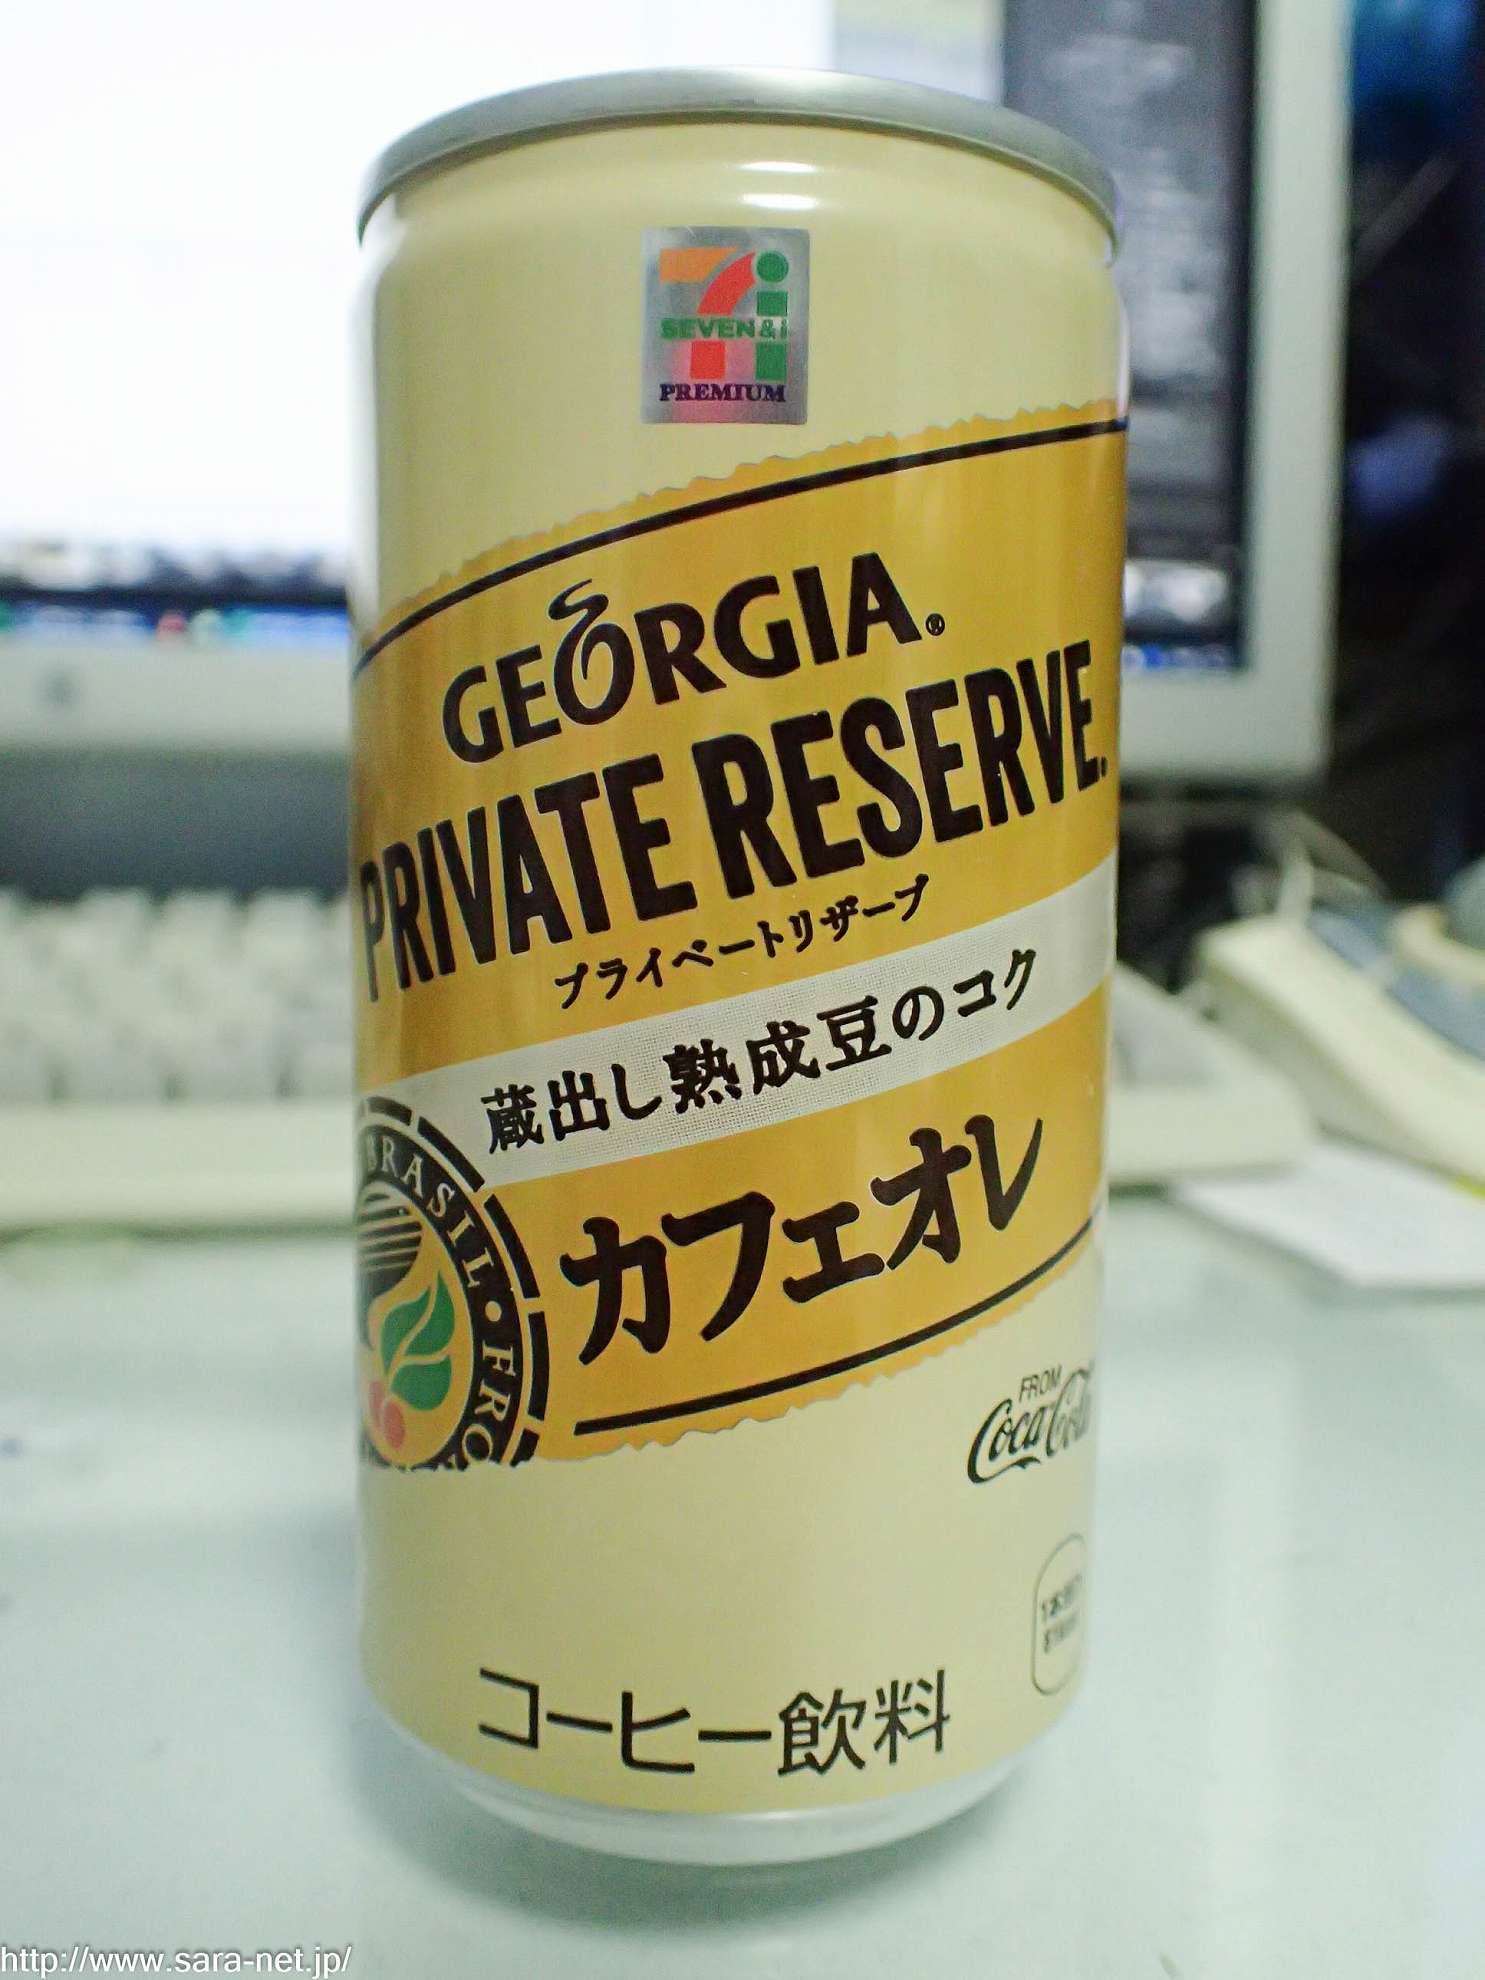 SEVEN&i
PREMIUM
GEORGIA®
PRIVATE RESERVE.
プライベートリザーブ
蔵出し熟成豆のコク
BRASIL
カフェオレ
FROM
Coca-Cola
コーヒー飲料
http://www.sara-net.jp/